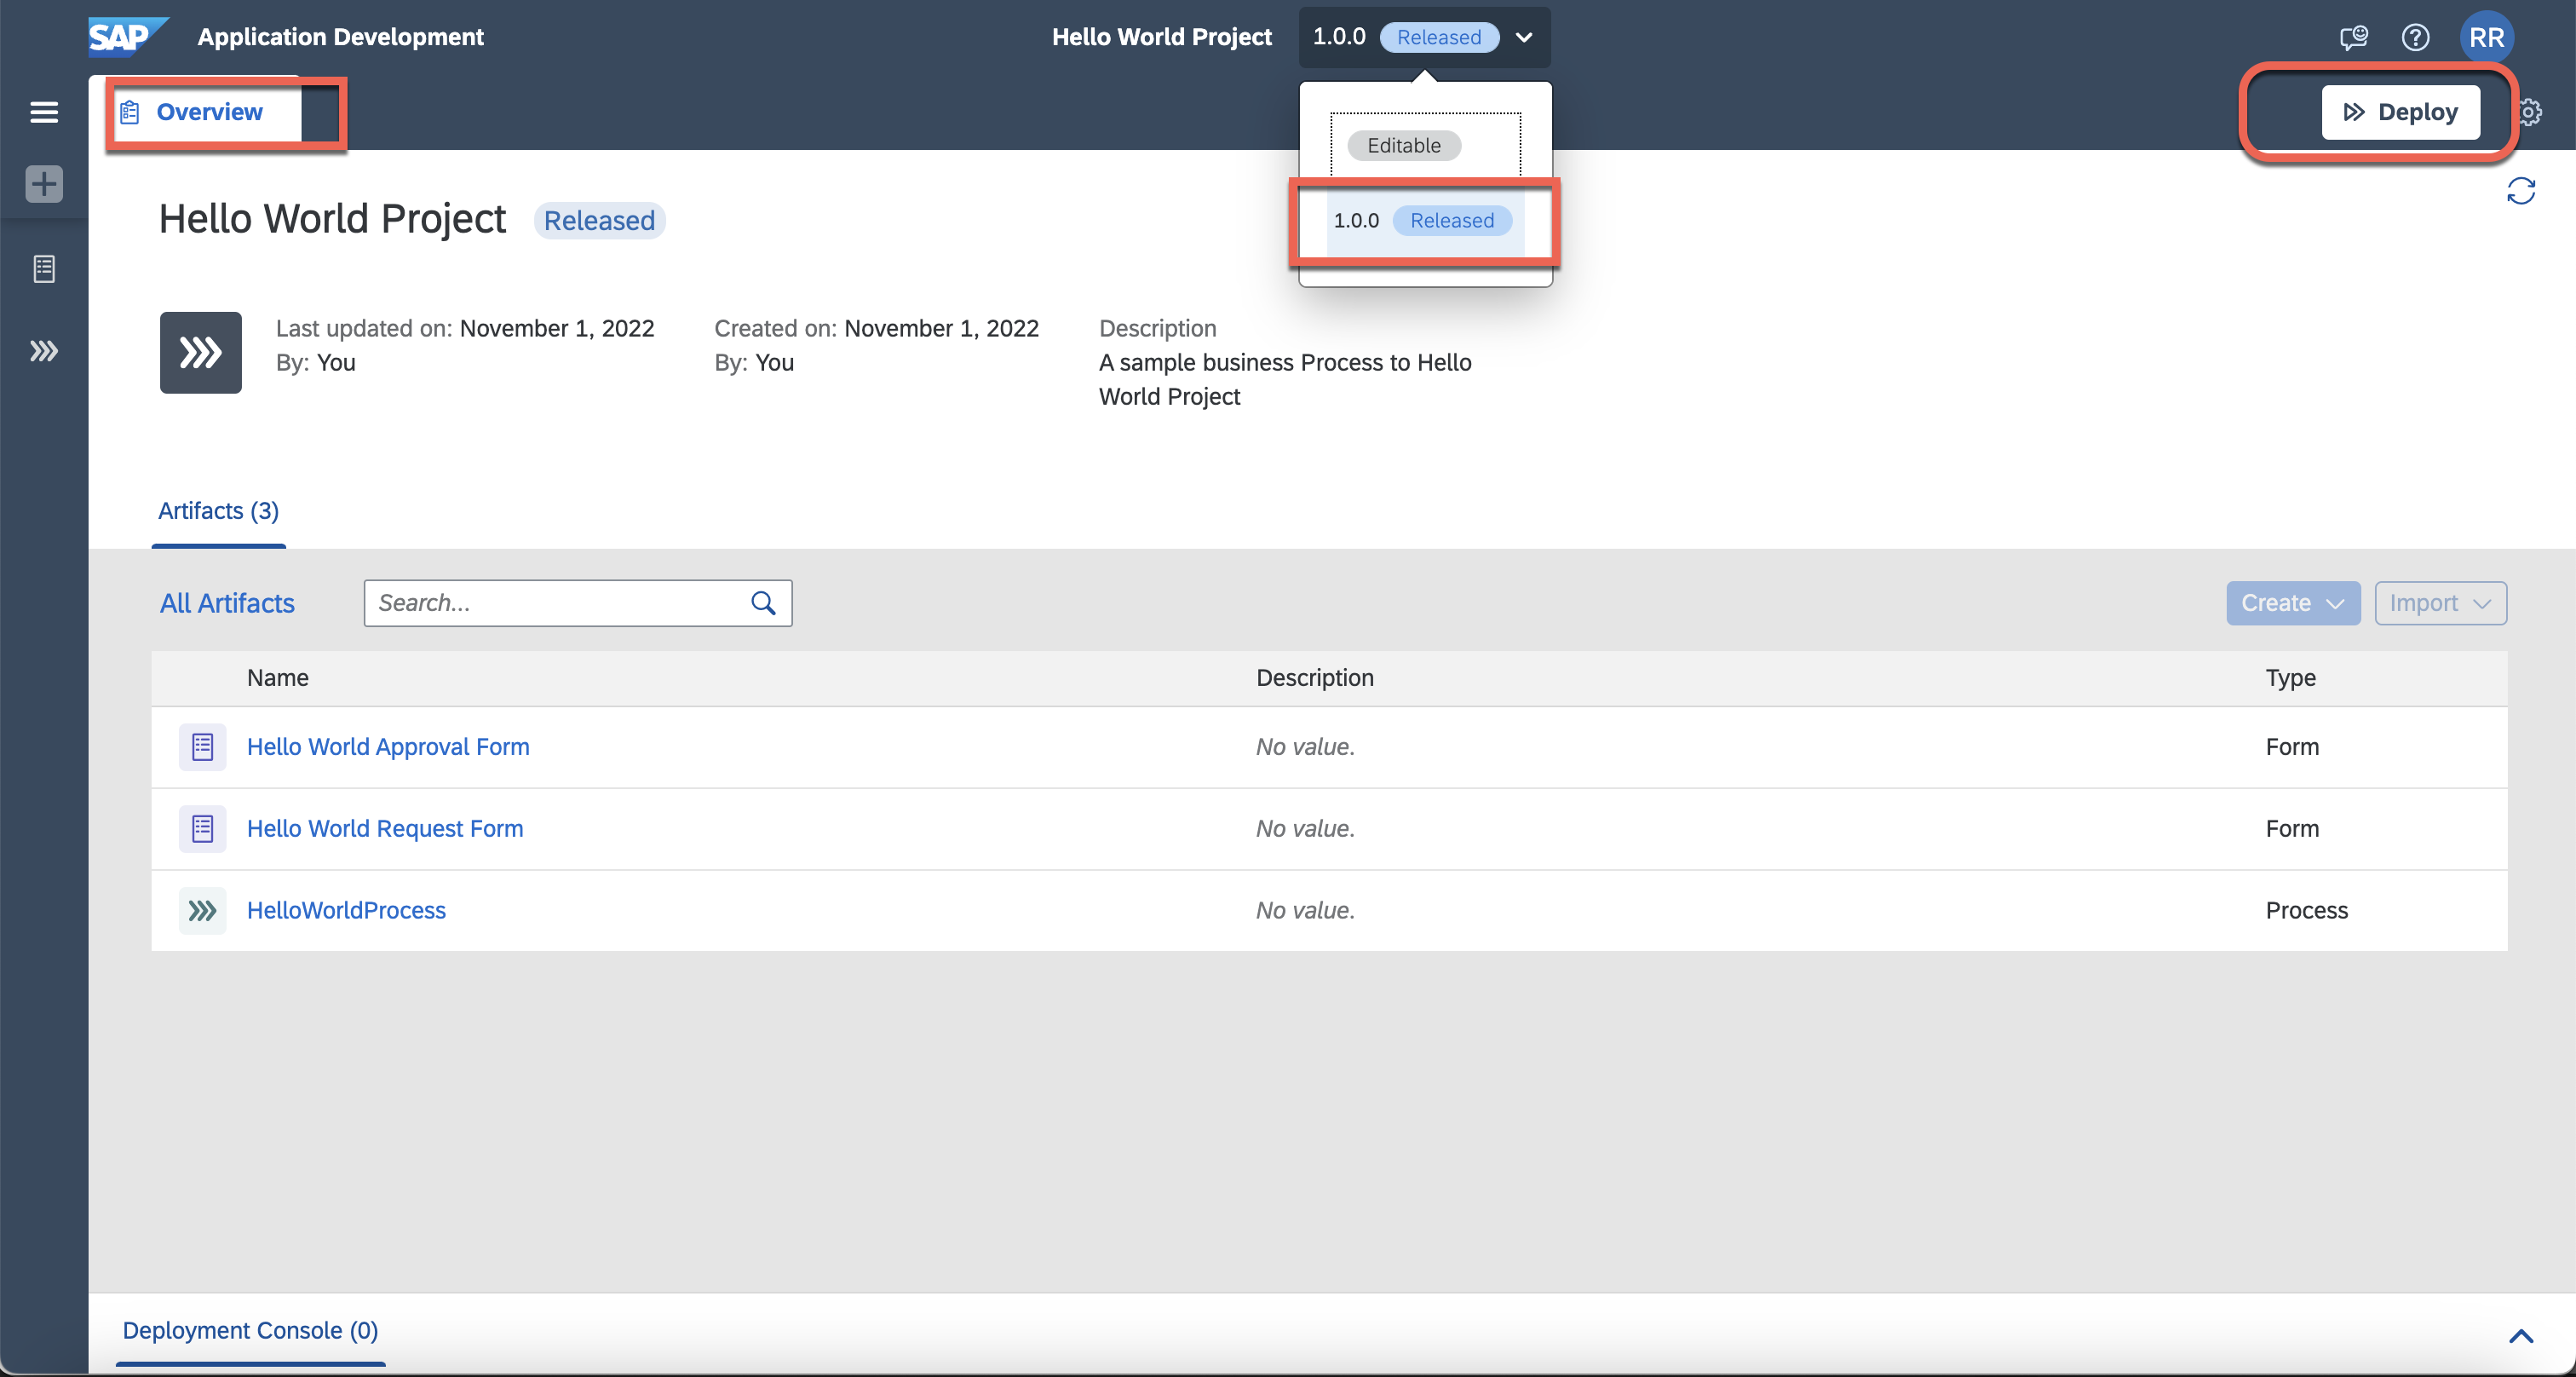 SAP Application Development Hello World Project 1.0.0 Released RR
Overview
Deploy
Editable
1.0.0 Released
Hello World Project Released
Last updated on: November 1, 2022
By: You
Created on: November 1, 2022
By: You
Description
A sample business Process to Hello
World Project
Artifacts (3)
All Artifacts Search... Create Import
Name Description Type
Hello World Approval Form No value. Form
Hello World Request Form No value. Form
HelloWorldProcess No value. Process
Deployment Console (0)